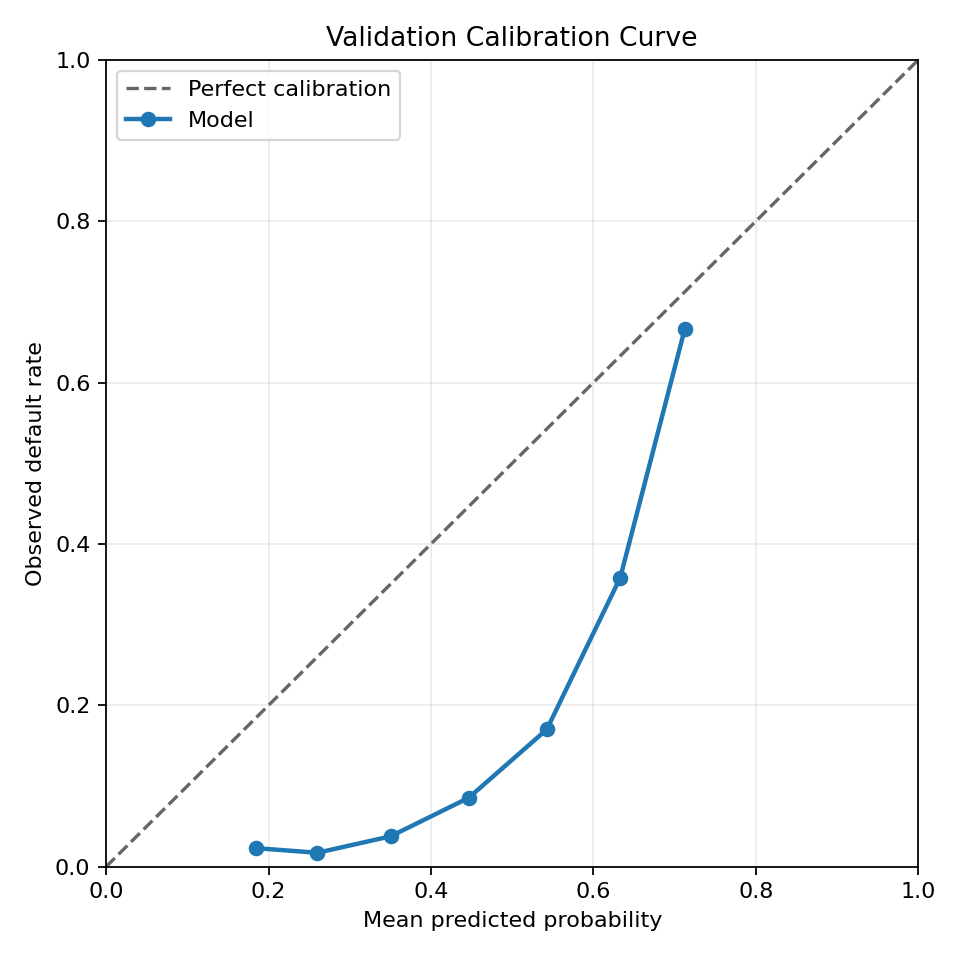 Validation Calibration Curve
Perfect calibration
Model
Observed default rate
1.0
0.8
0.6
0.4
0.2
0.0
0.0 0.2 0.4 0.6 0.8 1.0
Mean predicted probability